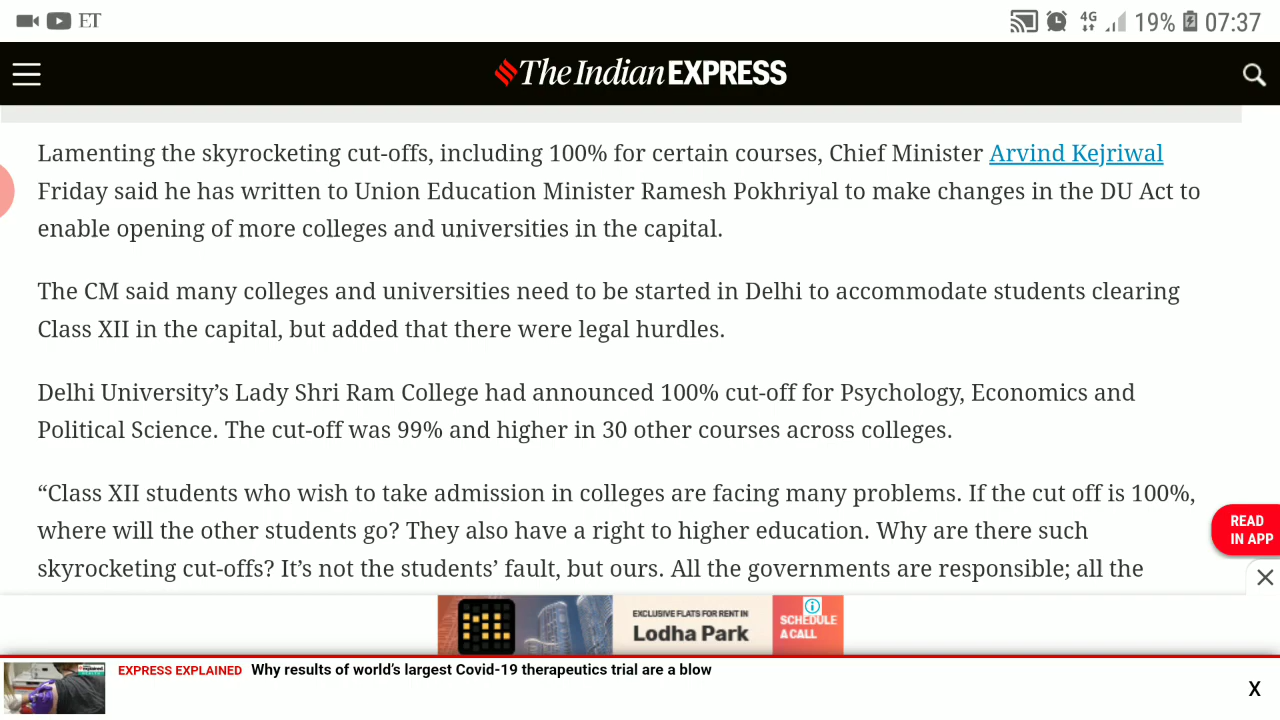 ET
4G 19% 07:37
The Indian EXPRESS
Lamenting the skyrocketing cut-offs, including 100% for certain courses, Chief Minister Arvind Kejriwal
Friday said he has written to Union Education Minister Ramesh Pokhriyal to make changes in the DU Act to
enable opening of more colleges and universities in the capital.
The CM said many colleges and universities need to be started in Delhi to accommodate students clearing
Class XII in the capital, but added that there were legal hurdles.
Delhi University’s Lady Shri Ram College had announced 100% cut-off for Psychology, Economics and
Political Science. The cut-off was 99% and higher in 30 other courses across colleges.
“Class XII students who wish to take admission in colleges are facing many problems. If the cut off is 100%,
where will the other students go? They also have a right to higher education. Why are there such
skyrocketing cut-offs? It’s not the students’ fault, but ours. All the governments are responsible; all the
READ
IN APP
EXCLUSIVE FLATS FOR RENT IN
Lodha Park
SCHEDULE
A CALL
EXPRESS EXPLAINED Why results of world’s largest Covid-19 therapeutics trial are a blow
X